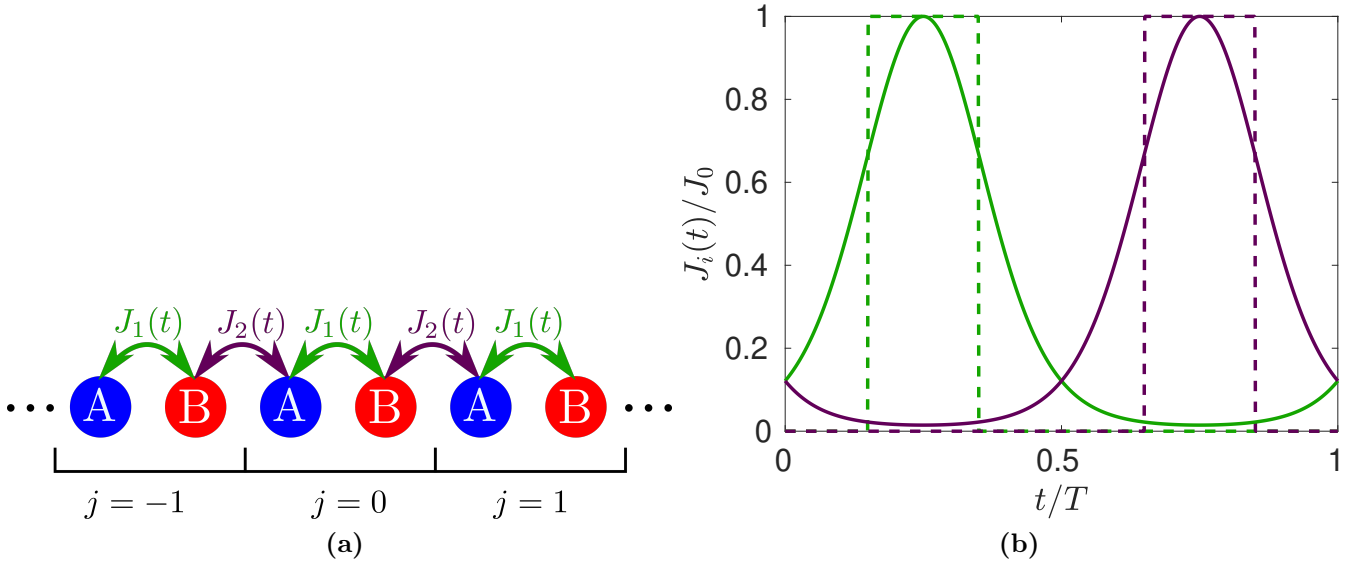 J₁(t) J₂(t) J₁(t) J₂(t) J₁(t)
··· A B A B A B ···
j = −1 j = 0 j = 1
(a)
J_i(t)/J₀
1
0.8
0.6
0.4
0.2
0
0 0.5 1
t/T
(b)